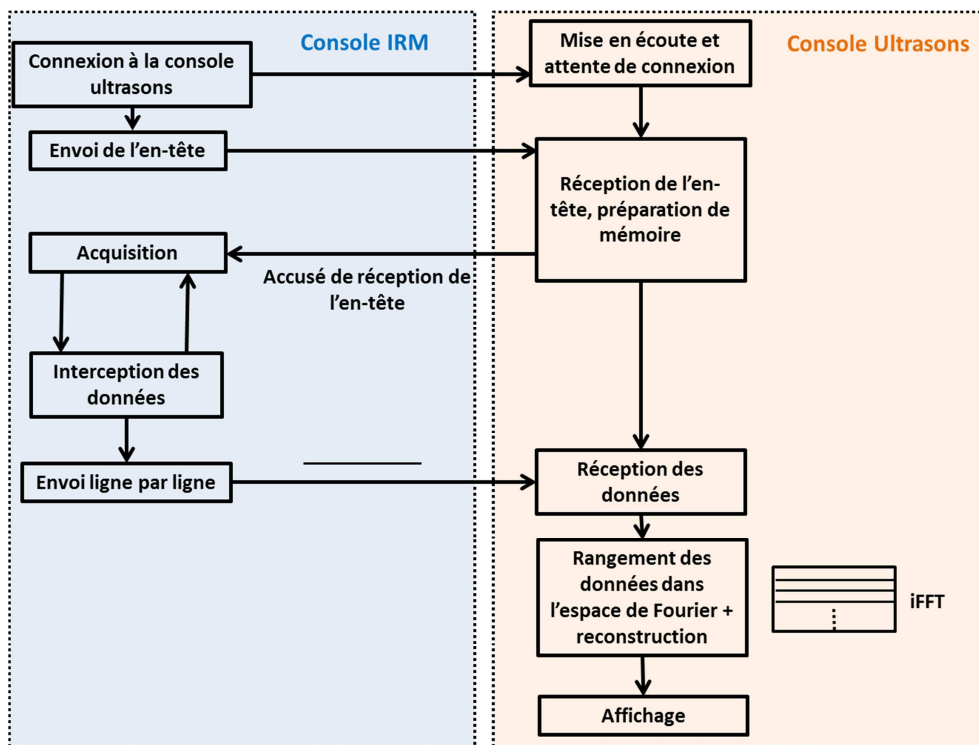 Console IRM
Connexion à la console
ultrasons
Envoi de l'en-tête
Acquisition
Accusé de réception de
l'en-tête
Interception des
données
Envoi ligne par ligne
Console Ultrasons
Mise en écoute et
attente de connexion
Réception de l'en-
tête, préparation de
mémoire
Réception des
données
Rangement des
données dans
l'espace de Fourier +
reconstruction
iFFT
Affichage